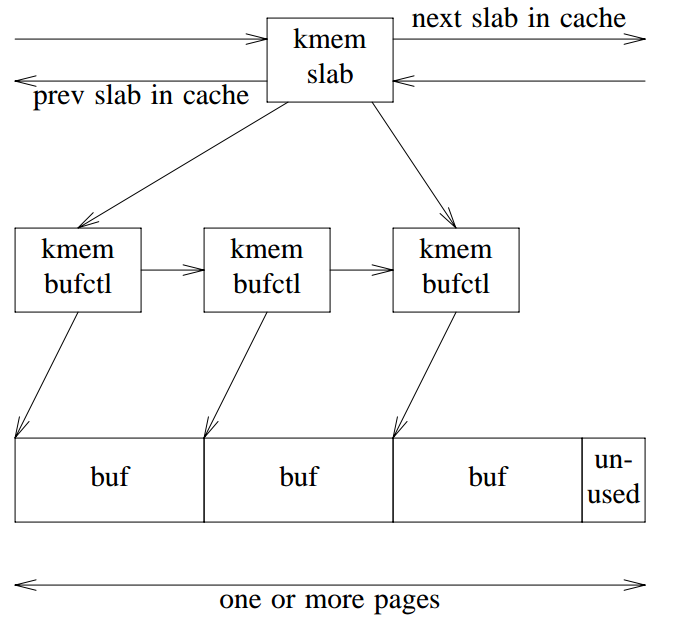 next slab in cache
kmem
slab
prev slab in cache
kmem
bufctl
kmem
bufctl
kmem
bufctl
buf
buf
buf
un-
used
one or more pages